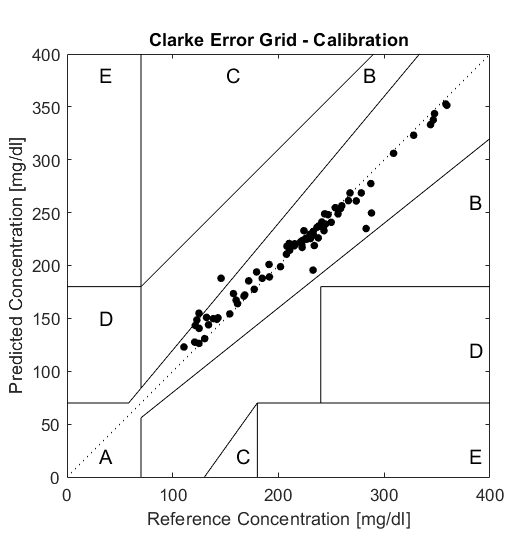 Clarke Error Grid - Calibration
Predicted Concentration [mg/dl]
400
350
300
250
200
150
100
50
0
E
C
B
B
D
D
A
C
E
0
100
200
300
400
Reference Concentration [mg/dl]